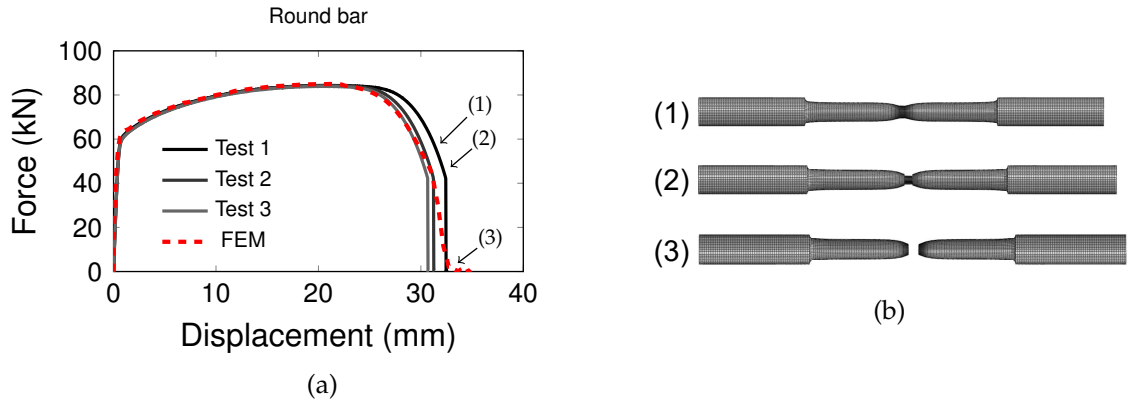 Round bar
100
80
60
40
20
0
Force (kN)
(1)
(2)
(3)
Test 1
Test 2
Test 3
FEM
0 10 20 30 40
Displacement (mm)
(a)
(1)
(2)
(3)
(b)